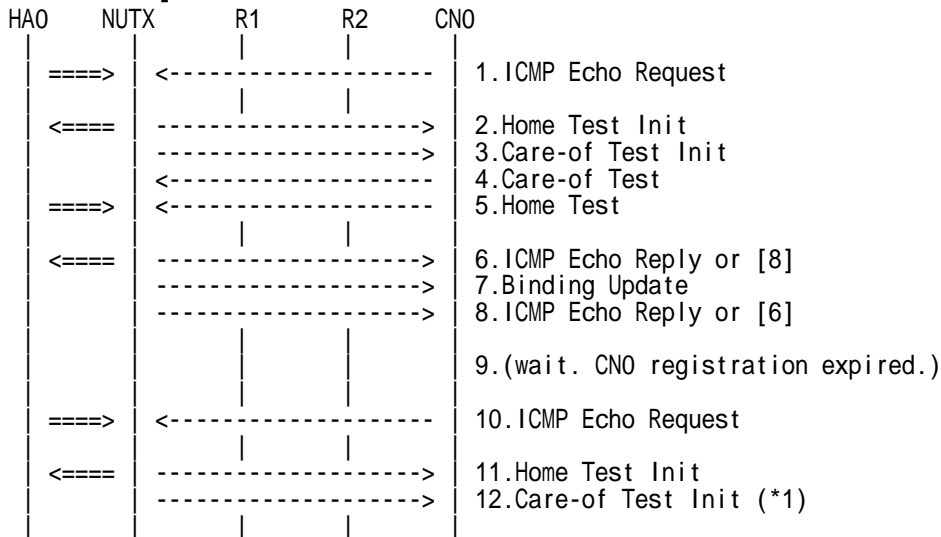 HA0 NUTX R1 R2 CN0
====> <--------------------- 1.ICMP Echo Request
<==== ---------------------> 2.Home Test Init
---------------------> 3.Care-of Test Init
<--------------------- 4.Care-of Test
====> <--------------------- 5.Home Test
<==== ---------------------> 6.ICMP Echo Reply or [8]
---------------------> 7.Binding Update
---------------------> 8.ICMP Echo Reply or [6]
9.(wait. CN0 registration expired.)
====> <--------------------- 10.ICMP Echo Request
<==== ---------------------> 11.Home Test Init
---------------------> 12.Care-of Test Init (*1)